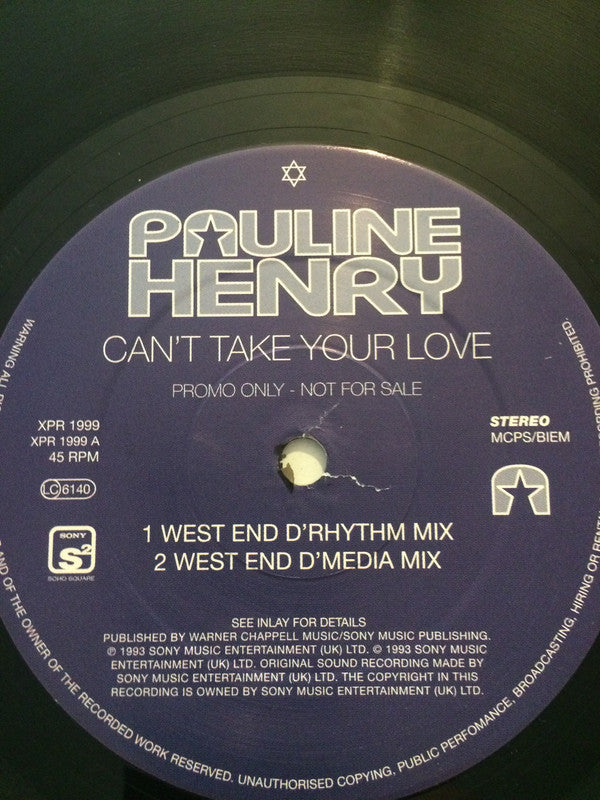 PAULINE
HENRY
CAN'T TAKE YOUR LOVE
PROMO ONLY - NOT FOR SALE
XPR 1999
XPR 1999 A
45 RPM
LC 6140
SONY
S2
SOHO SQUARE
STEREO
MCPS/BIEM
1 WEST END D'RHYTHM MIX
2 WEST END D'MEDIA MIX
SEE INLAY FOR DETAILS
PUBLISHED BY WARNER CHAPPELL MUSIC/SONY MUSIC PUBLISHING.
℗ 1993 SONY MUSIC ENTERTAINMENT (UK) LTD. © 1993 SONY MUSIC
ENTERTAINMENT (UK) LTD. ORIGINAL SOUND RECORDING MADE BY
SONY MUSIC ENTERTAINMENT (UK) LTD. THE COPYRIGHT IN THIS
RECORDING IS OWNED BY SONY MUSIC ENTERTAINMENT (UK) LTD.
WARNING ALL
AND OF THE OWNER OF THE RECORDED WORK RESERVED. UNAUTHORISED COPYING, PUBLIC PERFOMANCE, BROADCASTING, HIRING OR
PROHIBITED.